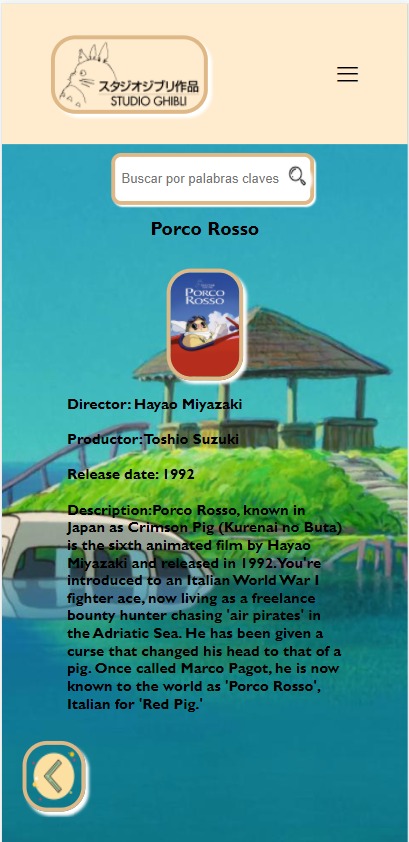 スタジオジブリ作品
STUDIO GHIBLI
Buscar por palabras claves
Porco Rosso
PORCO
ROSSO
Director: Hayao Miyazaki
Productor:Toshio Suzuki
Release date: 1992
Description:Porco Rosso, known in
Japan as Crimson Pig (Kurenai no Buta)
is the sixth animated film by Hayao
Miyazaki and released in 1992. You're
introduced to an Italian World War I
fighter ace, now living as a freelance
bounty hunter chasing 'air pirates' in
the Adriatic Sea. He has been given a
curse that changed his head to that of a
pig. Once called Marco Pagot, he is now
known to the world as 'Porco Rosso',
Italian for 'Red Pig.'